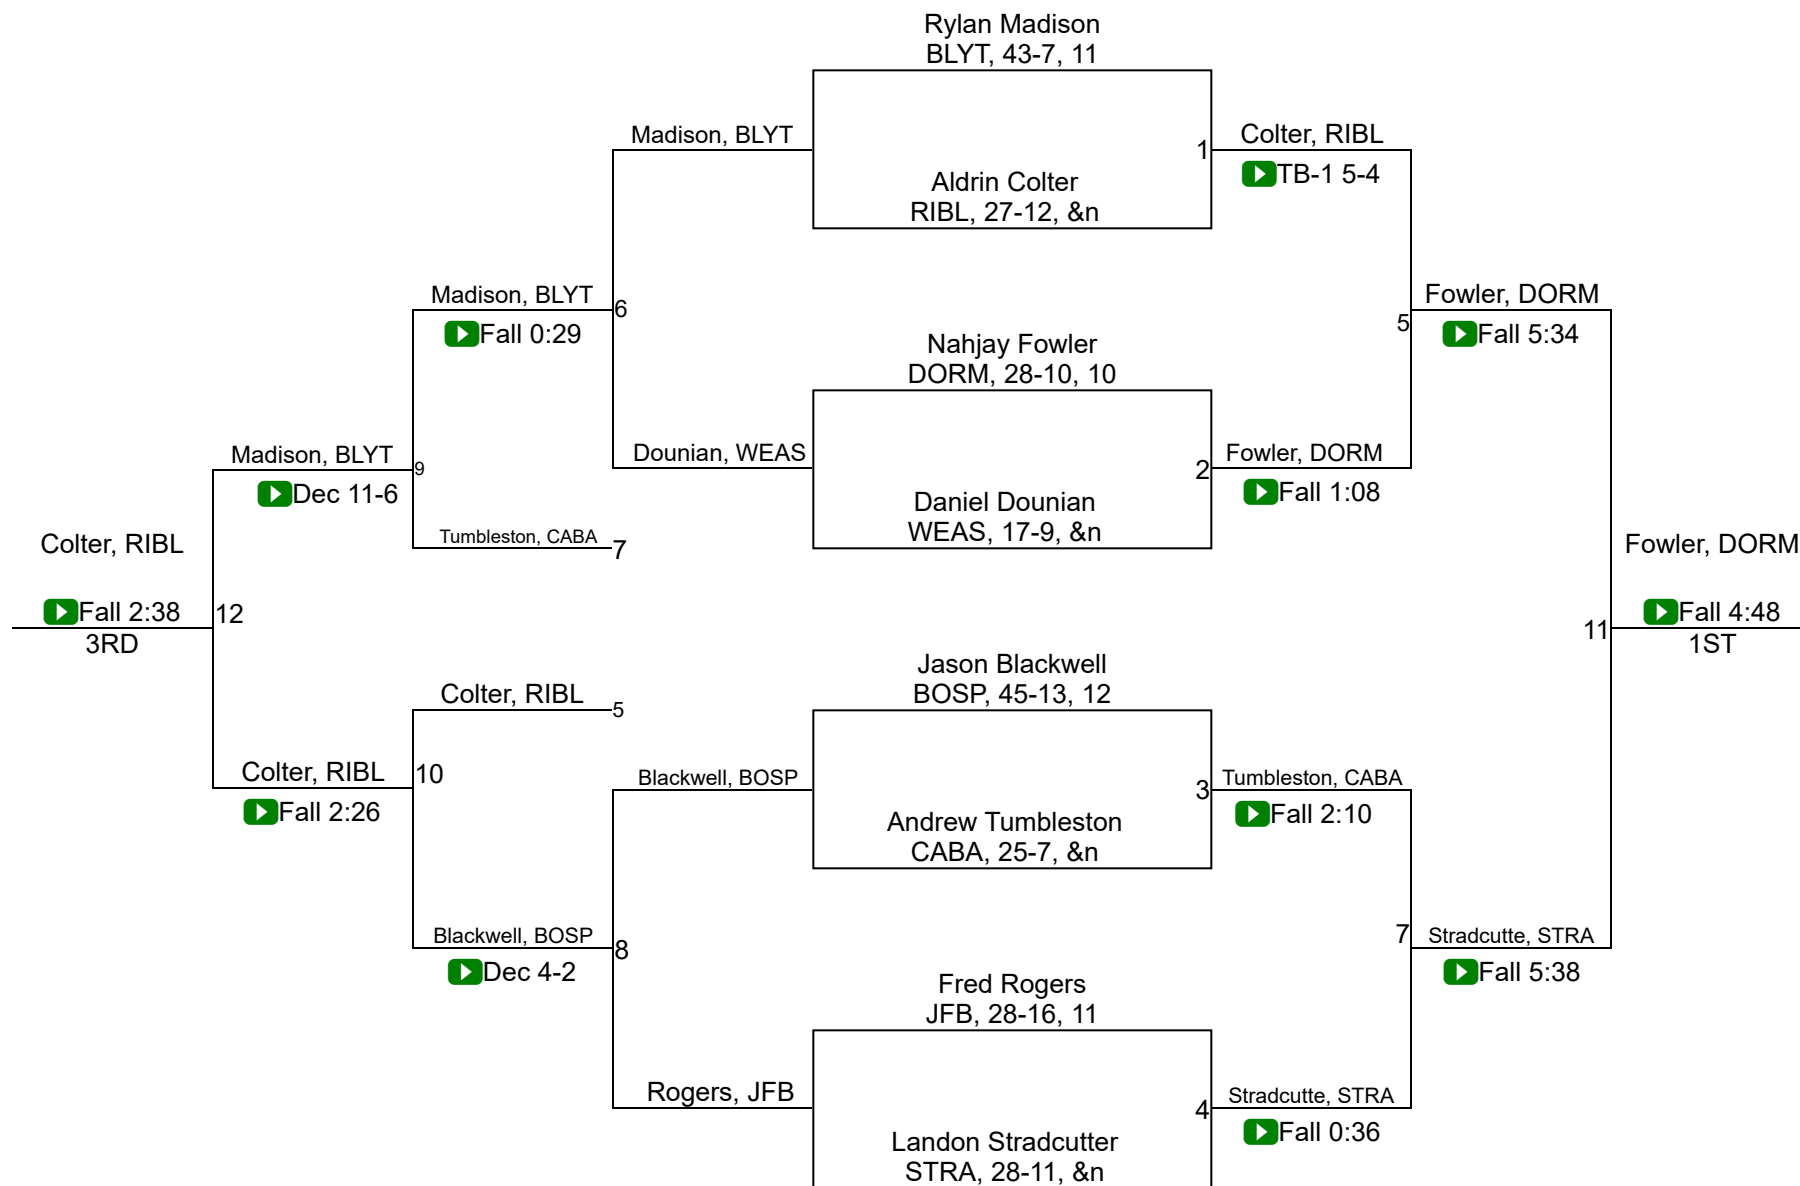 Rylan Madison
BLYT, 43-7, 11
Madison, BLYT
1
Colter, RIBL
TB-1 5-4
Aldrin Colter
RIBL, 27-12, &n
Madison, BLYT
6
Fall 0:29
Fowler, DORM
5
Fall 5:34
Nahjay Fowler
DORM, 28-10, 10
Madison, BLYT
9
Dec 11-6
Dounian, WEAS
2
Fowler, DORM
Fall 1:08
Daniel Dounian
WEAS, 17-9, &n
Tumbleston, CABA
7
Colter, RIBL
Fall 2:38
3RD
12
Fowler, DORM
11
Fall 4:48
1ST
Jason Blackwell
BOSP, 45-13, 12
Colter, RIBL
5
Colter, RIBL
10
Fall 2:26
Blackwell, BOSP
3
Tumbleston, CABA
Fall 2:10
Andrew Tumbleston
CABA, 25-7, &n
Blackwell, BOSP
8
Dec 4-2
7
Stradcutte, STRA
Fall 5:38
Fred Rogers
JFB, 28-16, 11
Rogers, JFB
4
Stradcutte, STRA
Fall 0:36
Landon Stradcutter
STRA, 28-11, &n